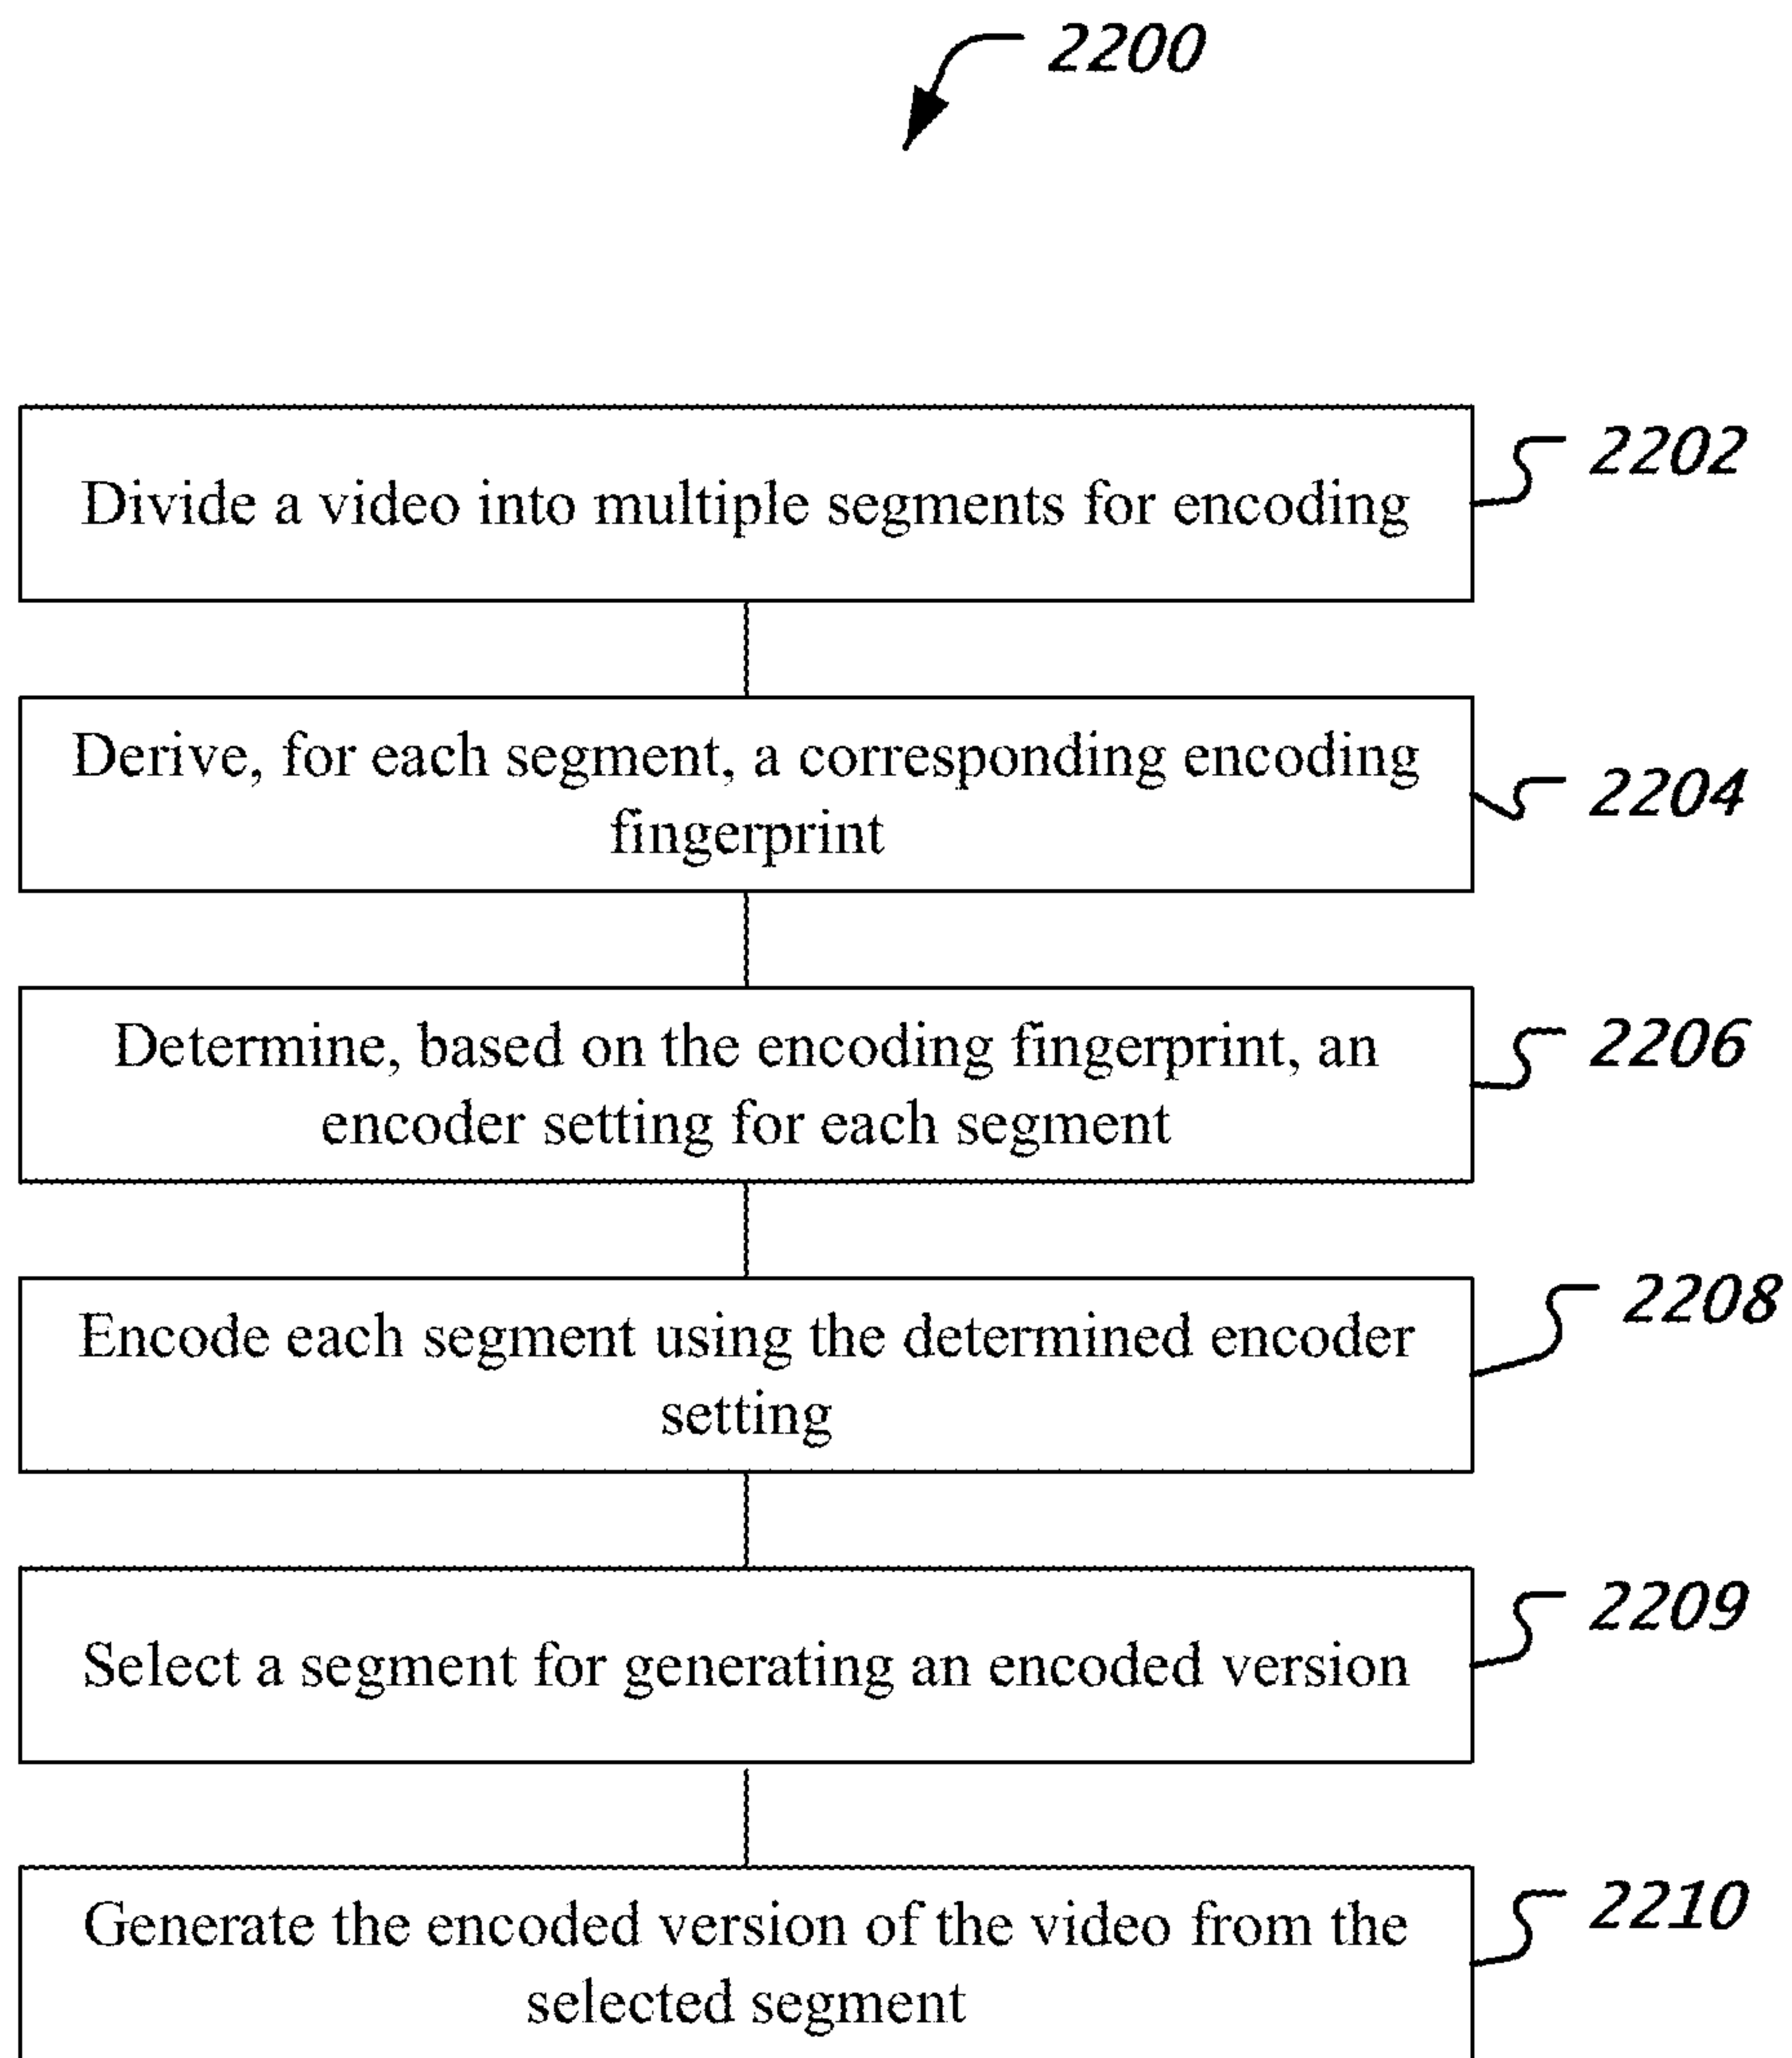 2200
Divide a video into multiple segments for encoding
2202
Derive, for each segment, a corresponding encoding
fingerprint
2204
Determine, based on the encoding fingerprint, an
encoder setting for each segment
2206
Encode each segment using the determined encoder
setting
2208
Select a segment for generating an encoded version
2209
Generate the encoded version of the video from the
selected segment
2210